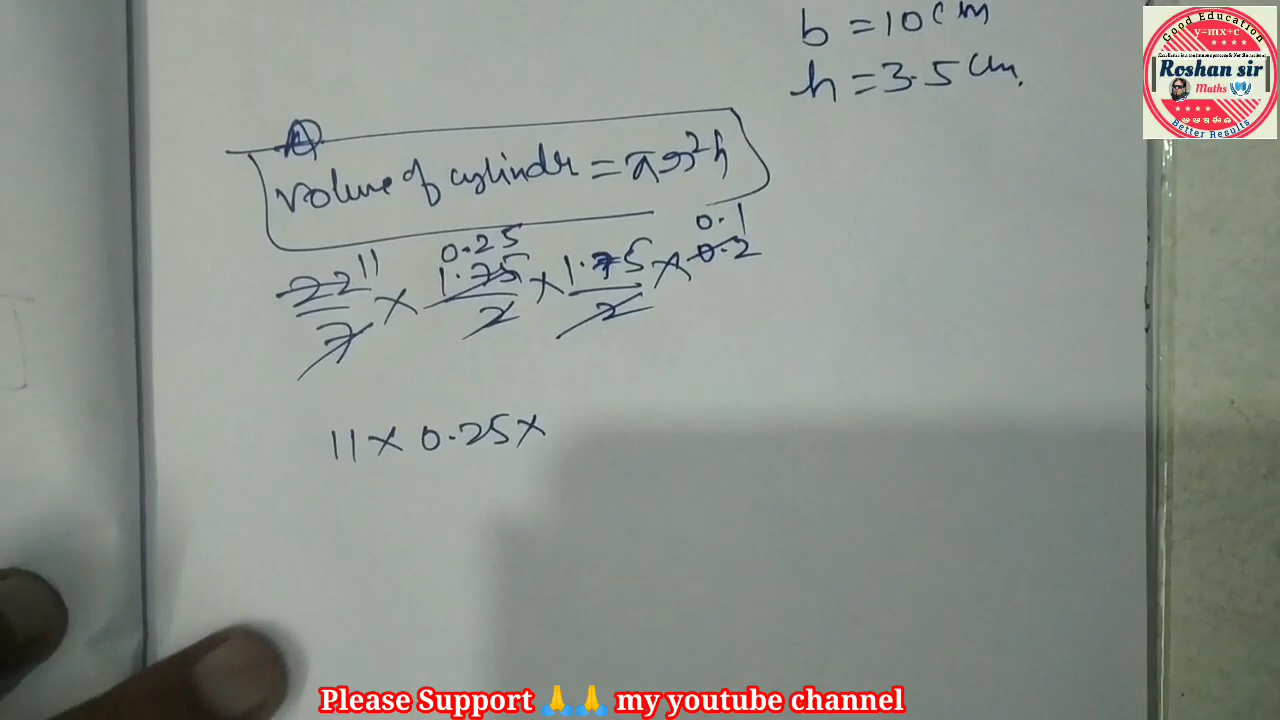 b = 10 cm
h = 3.5 cm.
Good Education
y=mx+c
Roshan sir
Maths
Better Results
Volume of cylinder = πr²h
22/7 11 × 1.75/2 0.25 × 1.75/2 × 0.2 0.1
11 × 0.25 ×
Please Support 🙏🙏 my youtube channel